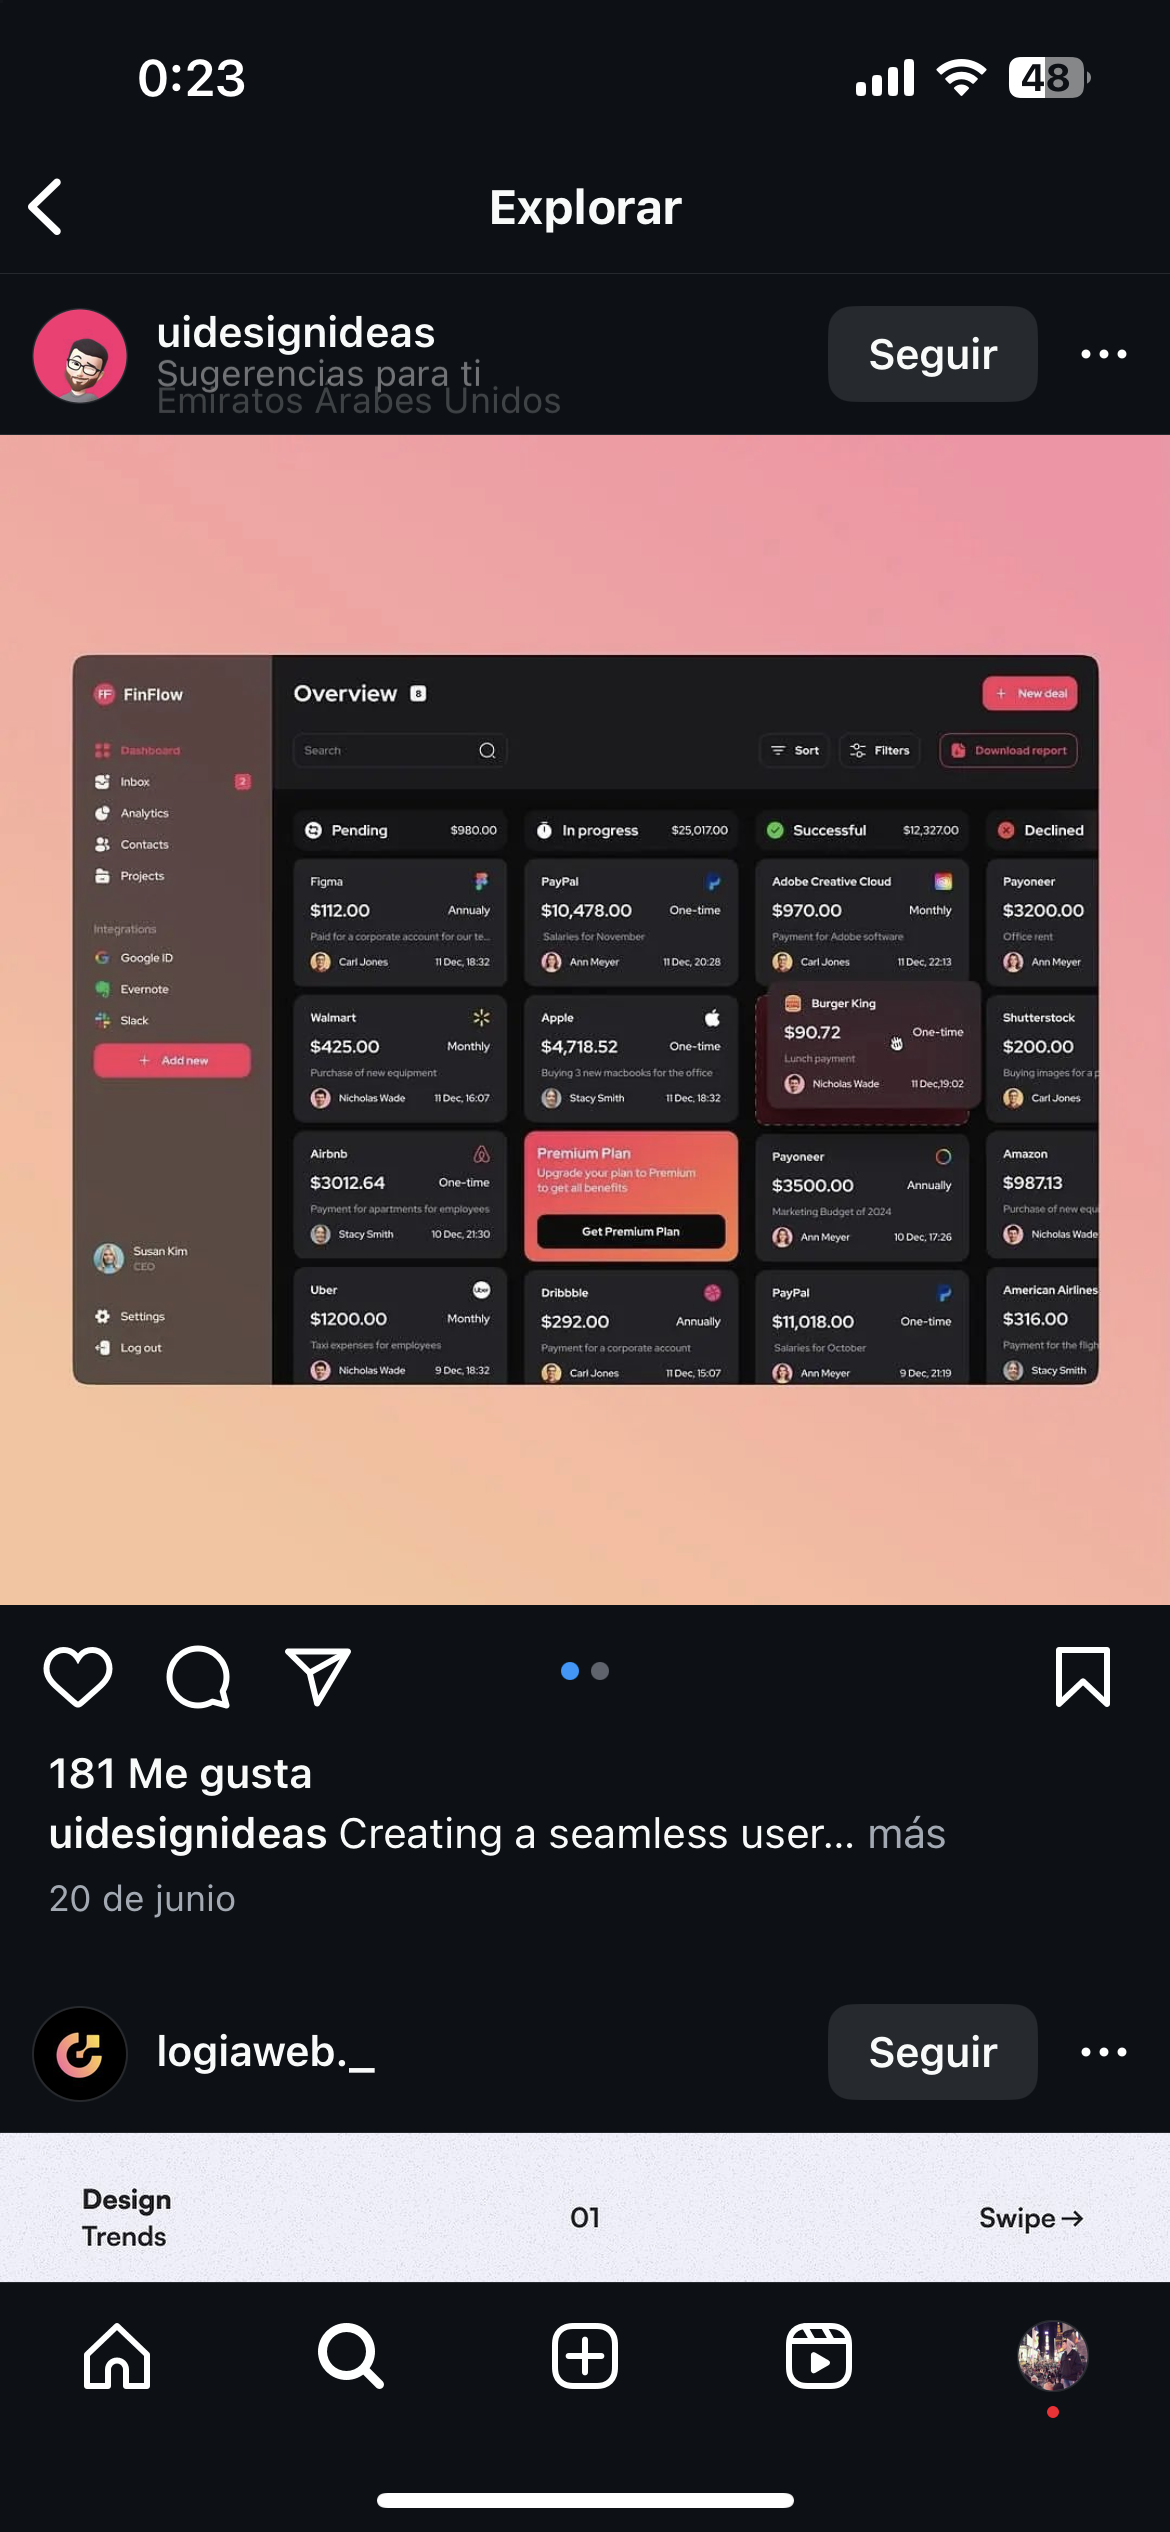 0:23
48
Explorar
uidesignideas
Sugerencias para ti
Emiratos Árabes Unidos
Seguir
FF FinFlow
Overview 8
+ New deal
Search
Sort
Filters
Download report
Dashboard
Inbox 2
Analytics
Contacts
Projects
Integrations
Google ID
Evernote
Slack
+ Add new
Susan Kim
CEO
Settings
Log out
Pending $980.00
Figma
$112.00 Annualy
Paid for a corporate account for our te...
Carl Jones 11 Dec, 18:32
Walmart
$425.00 Monthly
Purchase of new equipment
Nicholas Wade 11 Dec, 16:07
Airbnb
$3012.64 One-time
Payment for apartments for employees
Stacy Smith 10 Dec, 21:30
Uber
Uber
$1200.00 Monthly
Taxi expenses for employees
Nicholas Wade 9 Dec, 18:32
In progress $25,017.00
PayPal
$10,478.00 One-time
Salaries for November
Ann Meyer 11 Dec, 20:28
Apple
$4,718.52 One-time
Buying 3 new macbooks for the office
Stacy Smith 11 Dec, 18:32
Premium Plan
Upgrade your plan to Premium
to get all benefits
Get Premium Plan
Dribbble
$292.00 Annually
Payment for a corporate account
Carl Jones 11 Dec, 15:07
Successful $12,327.00
Adobe Creative Cloud
$970.00 Monthly
Payment for Adobe software
Carl Jones 11 Dec, 22:13
Burger King
$90.72 One-time
Lunch payment
Nicholas Wade 11 Dec,19:02
Payoneer
$3500.00 Annually
Marketing Budget of 2024
Ann Meyer 10 Dec, 17:26
PayPal
$11,018.00 One-time
Salaries for October
Ann Meyer 9 Dec, 21:19
Declined
Payoneer
$3200.00
Office rent
Ann Meyer
Shutterstock
$200.00
Buying images for a p
Carl Jones
Amazon
$987.13
Purchase of new equ
Nicholas Wade
American Airlines
$316.00
Payment for the fligh
Stacy Smith
181 Me gusta
uidesignideas Creating a seamless user... más
20 de junio
logiaweb._
Seguir
Design
Trends
01
Swipe →